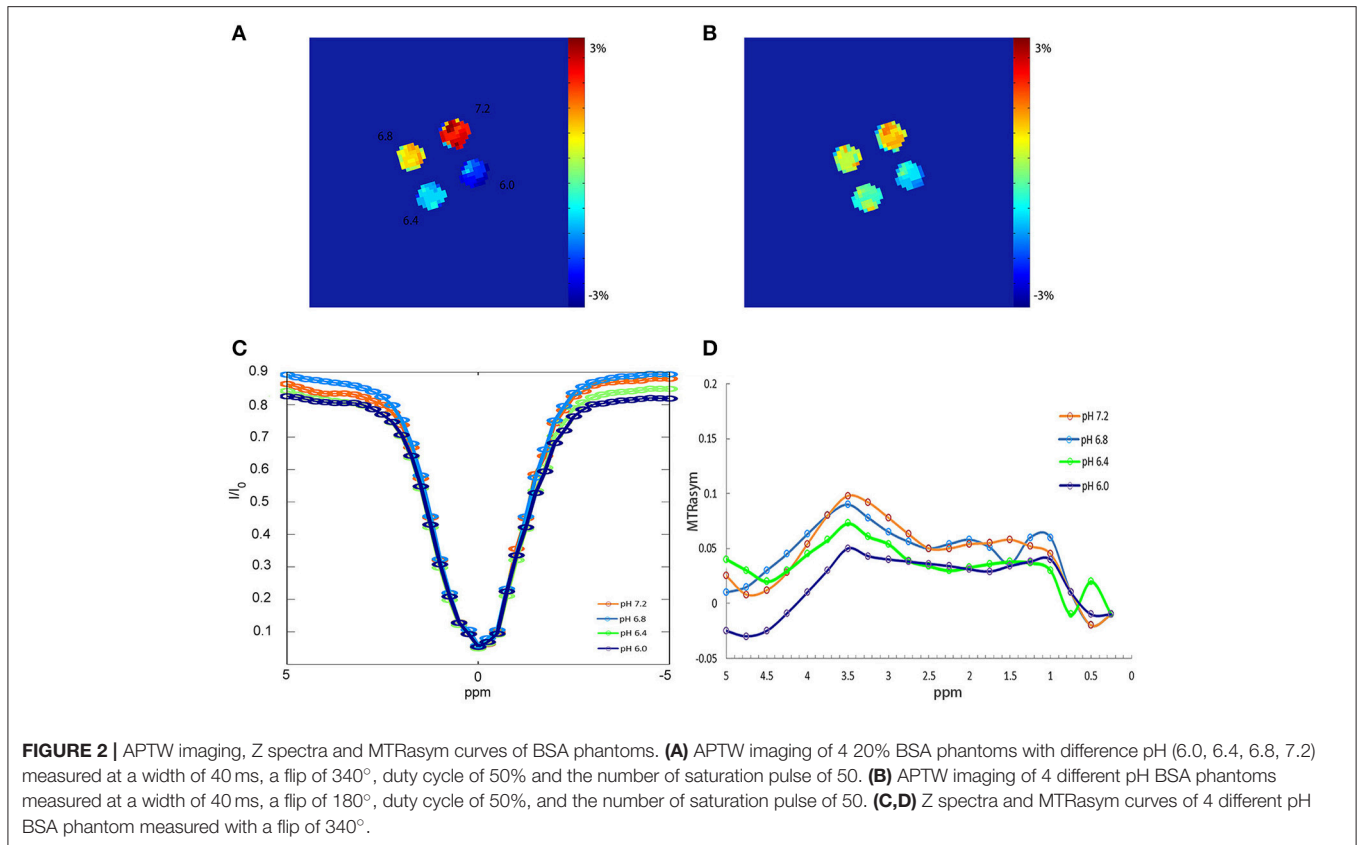 A
B
3%
-3%
7.2
6.8
6.0
6.4
3%
-3%
C
0.9
0.8
0.7
0.6
0.5
0.4
0.3
0.2
0.1
I/I0
5
0
-5
ppm
pH 7.2
pH 6.8
pH 6.4
pH 6.0
D
0.2
0.15
0.1
0.05
0
-0.05
MTRasym
5
4.5
4
3.5
3
2.5
2
1.5
1
0.5
0
ppm
pH 7.2
pH 6.8
pH 6.4
pH 6.0
FIGURE 2 | APTW imaging, Z spectra and MTRasym curves of BSA phantoms. (A) APTW imaging of 4 20% BSA phantoms with difference pH (6.0, 6.4, 6.8, 7.2)
measured at a width of 40 ms, a flip of 340°, duty cycle of 50% and the number of saturation pulse of 50. (B) APTW imaging of 4 different pH BSA phantoms
measured at a width of 40 ms, a flip of 180°, duty cycle of 50%, and the number of saturation pulse of 50. (C,D) Z spectra and MTRasym curves of 4 different pH
BSA phantom measured with a flip of 340°.